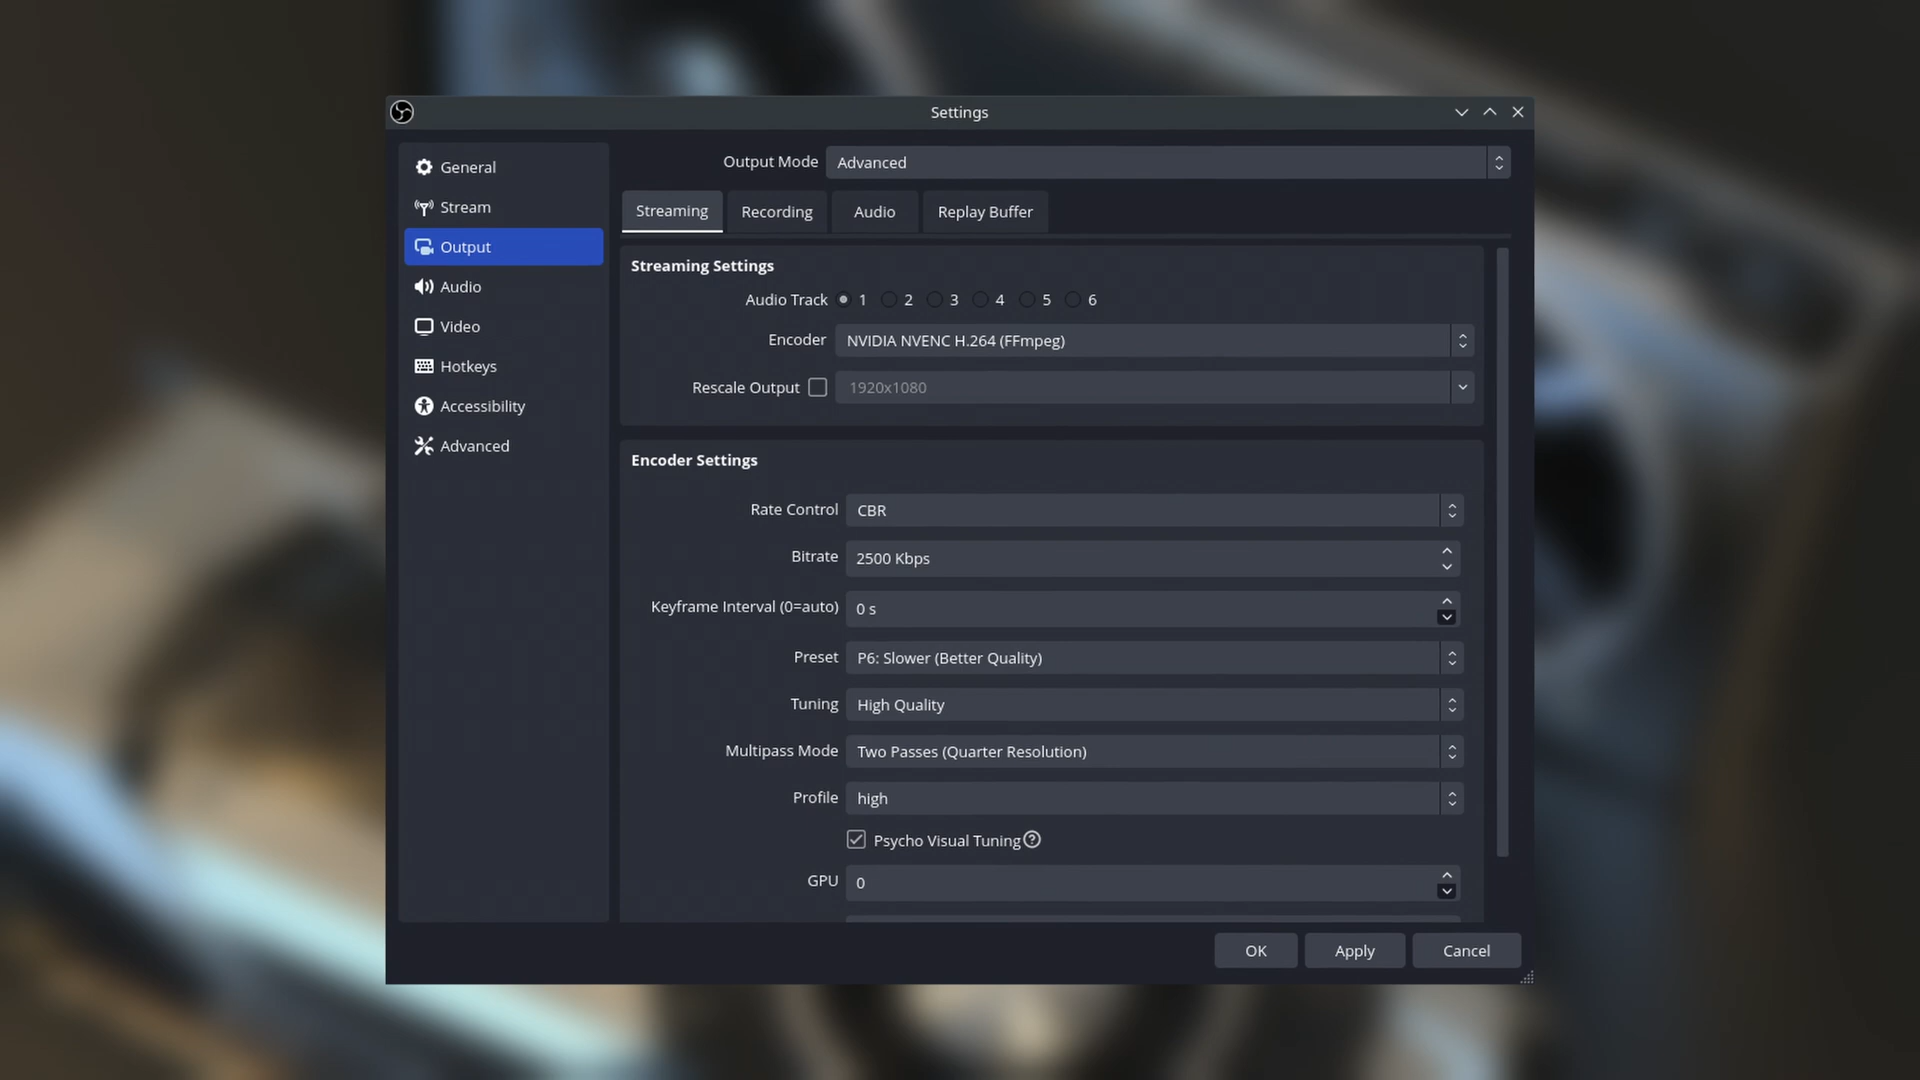 Settings
General
Stream
Output
Audio
Video
Hotkeys
Accessibility
Advanced
Output Mode Advanced
Streaming Recording Audio Replay Buffer
Streaming Settings
Audio Track 1 2 3 4 5 6
Encoder NVIDIA NVENC H.264 (FFmpeg)
Rescale Output 1920x1080
Encoder Settings
Rate Control CBR
Bitrate 2500 Kbps
Keyframe Interval (0=auto) 0 s
Preset P6: Slower (Better Quality)
Tuning High Quality
Multipass Mode Two Passes (Quarter Resolution)
Profile high
Psycho Visual Tuning ?
GPU 0
OK Apply Cancel